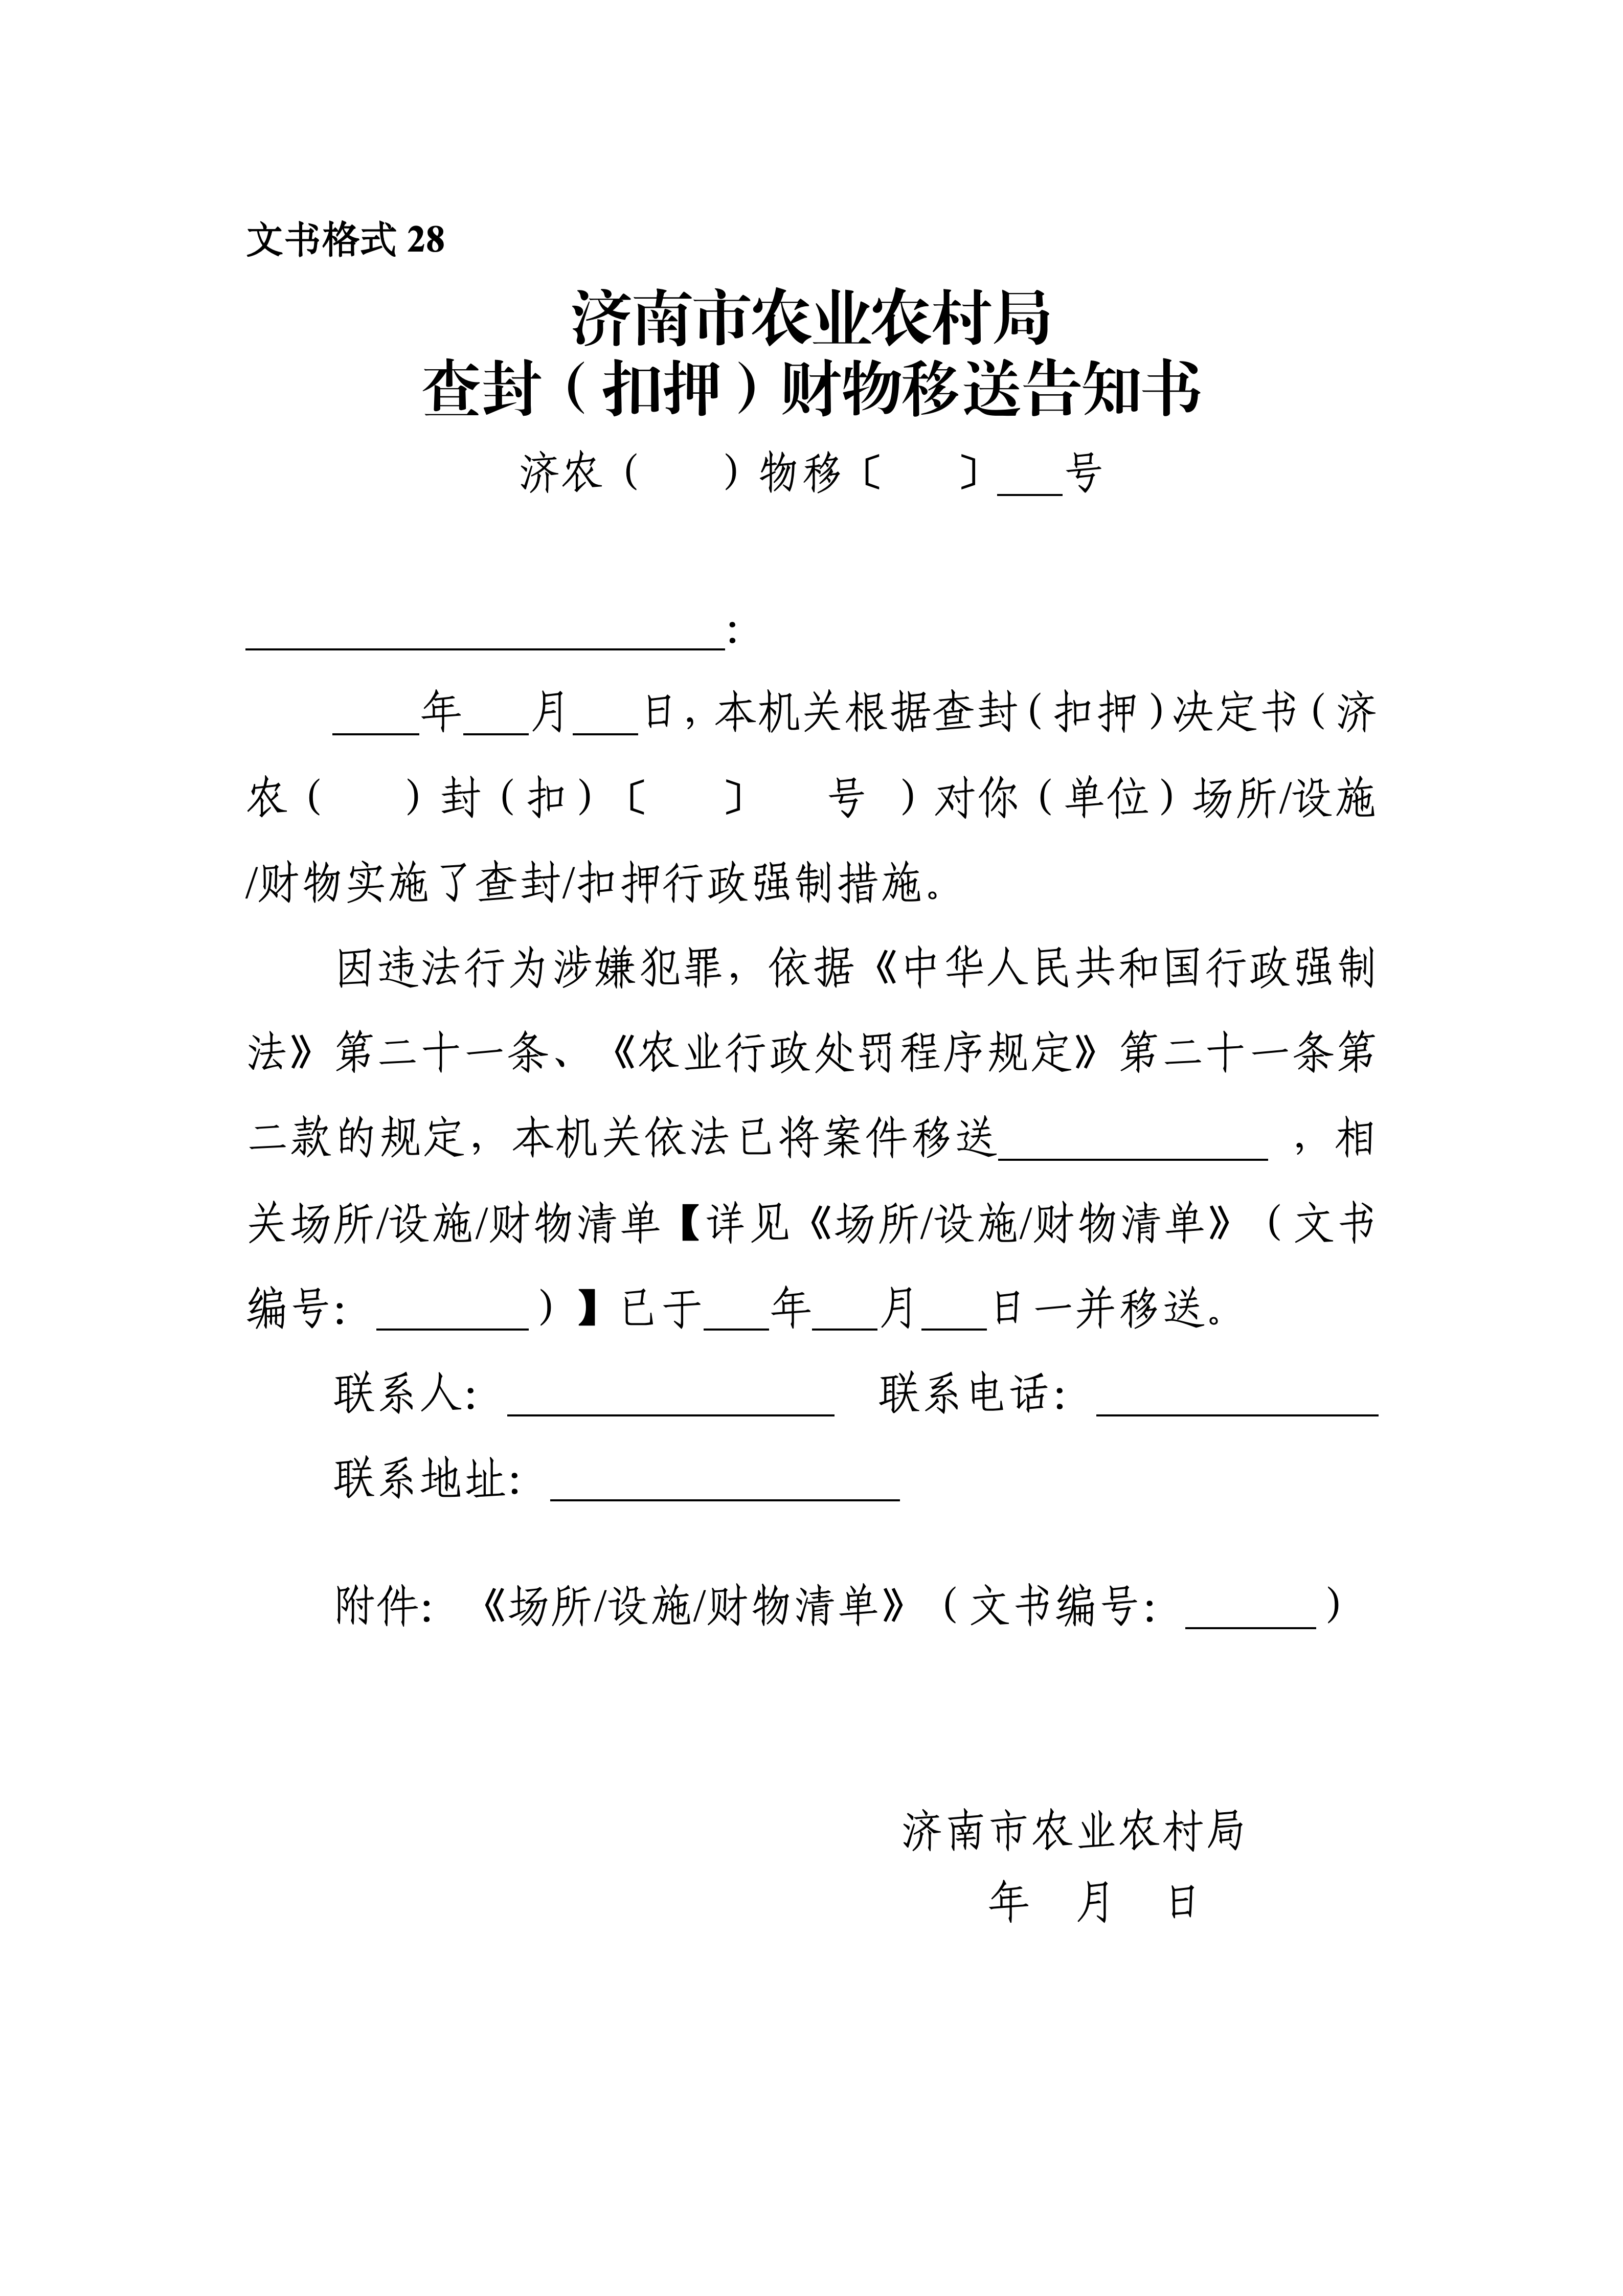 文书格式 28
济南市农业农村局
查封（扣押）财物移送告知书
济农（　　）物移〔　　〕___号
______________________：
____年___月___日，本机关根据查封（扣押）决定书（济
农（　　）封（扣）〔　　〕　　号　）对你（单位）场所/设施
/财物实施了查封/扣押行政强制措施。
因违法行为涉嫌犯罪，依据《中华人民共和国行政强制
法》第二十一条、《农业行政处罚程序规定》第二十一条第
二款的规定，本机关依法已将案件移送____________ ，相
关场所/设施/财物清单【详见《场所/设施/财物清单》（文书
编号：_______）】已于___年___月___日一并移送。
联系人：_______________　联系电话：_____________
联系地址：________________
附件：《场所/设施/财物清单》（文书编号：______）
济南市农业农村局
年　月　日